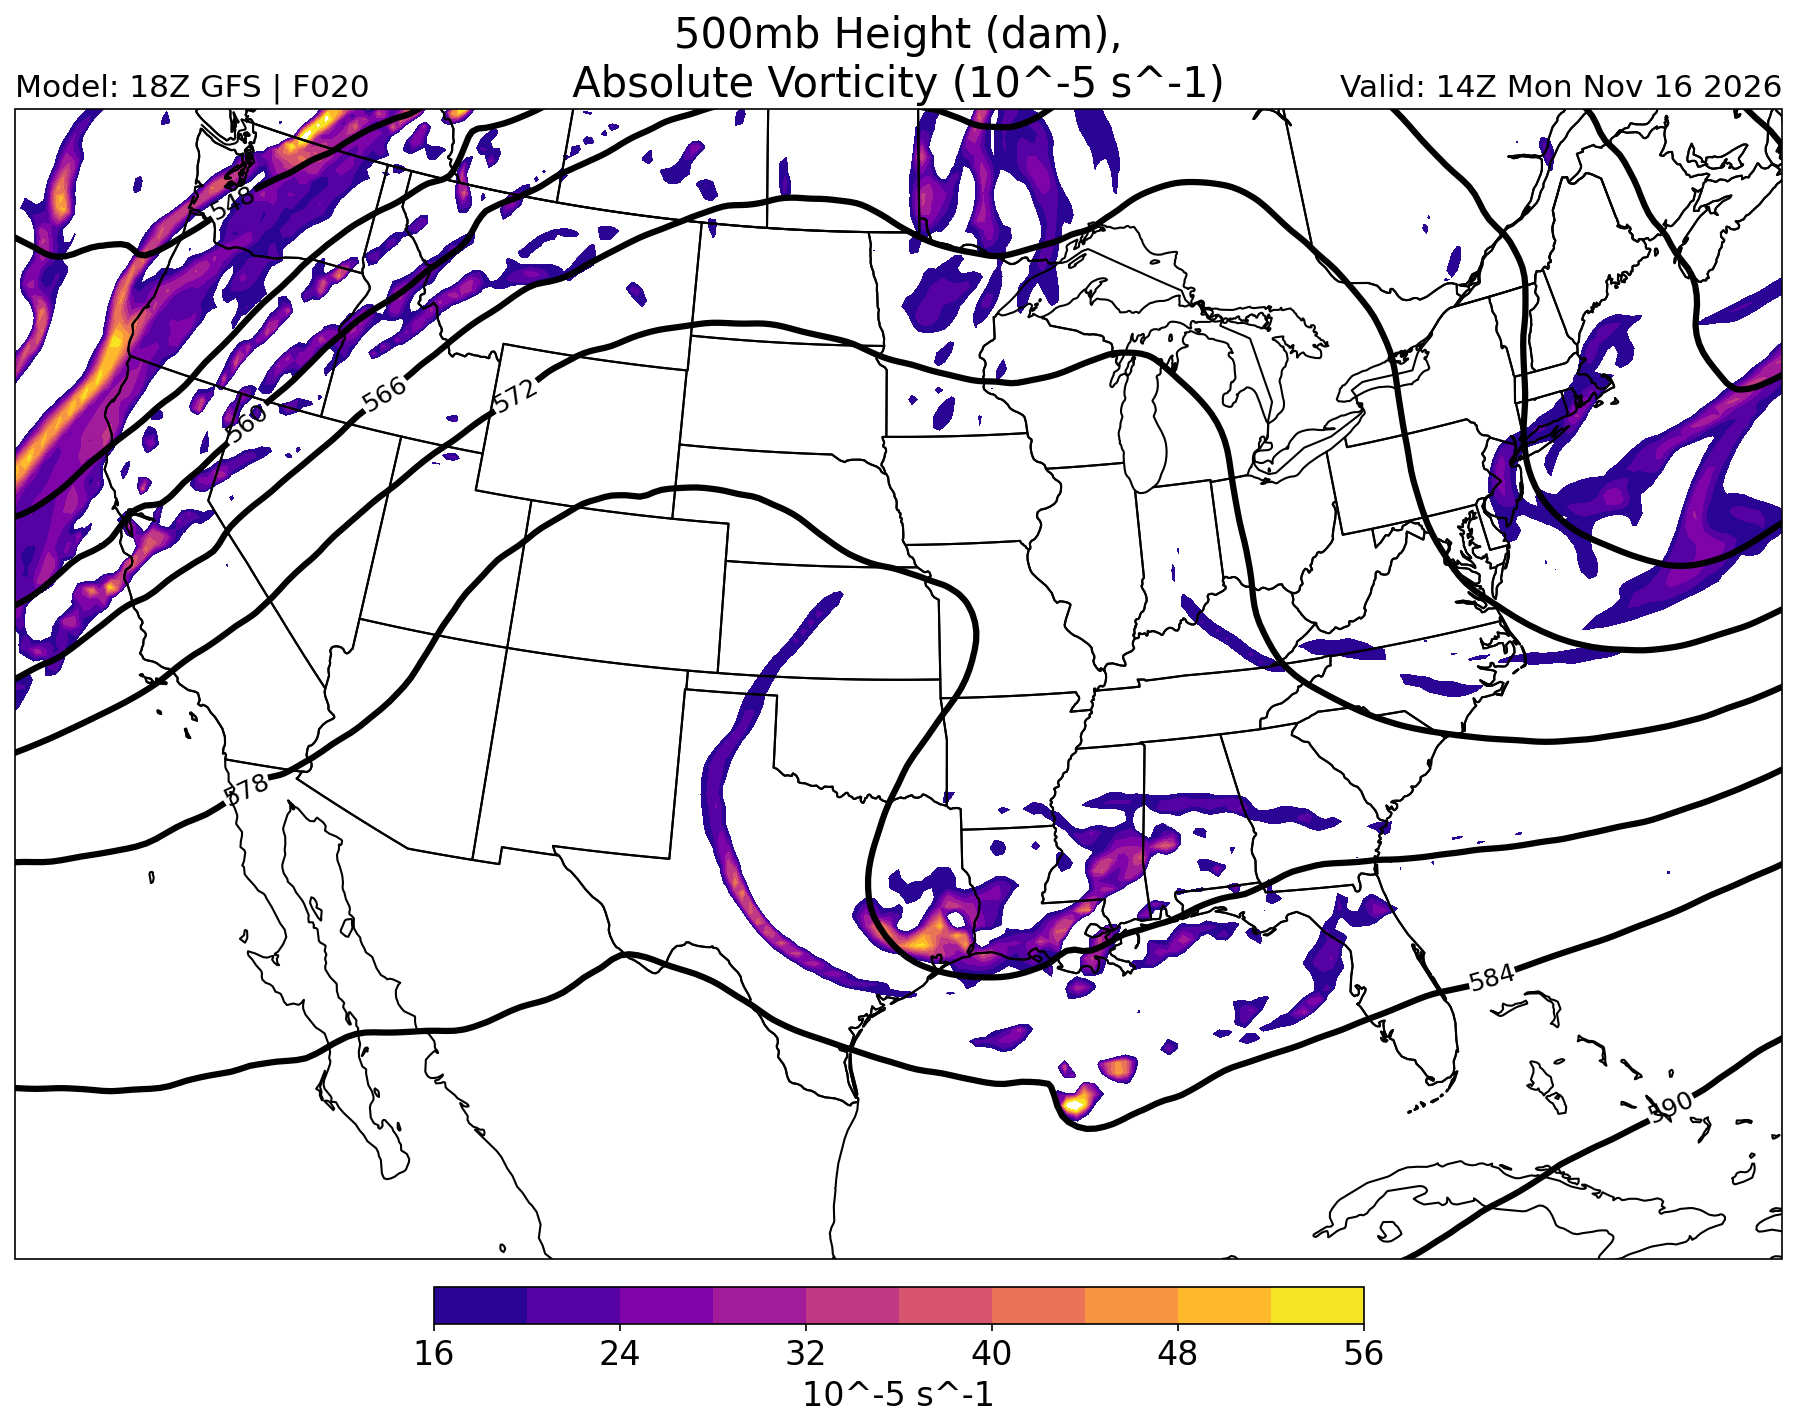 500mb Height (dam),
Absolute Vorticity (10^-5 s^-1)
Model: 18Z GFS | F020
Valid: 14Z Mon Nov 16 2026
548
560
566
572
578
584
590
16 24 32 40 48 56
10^-5 s^-1